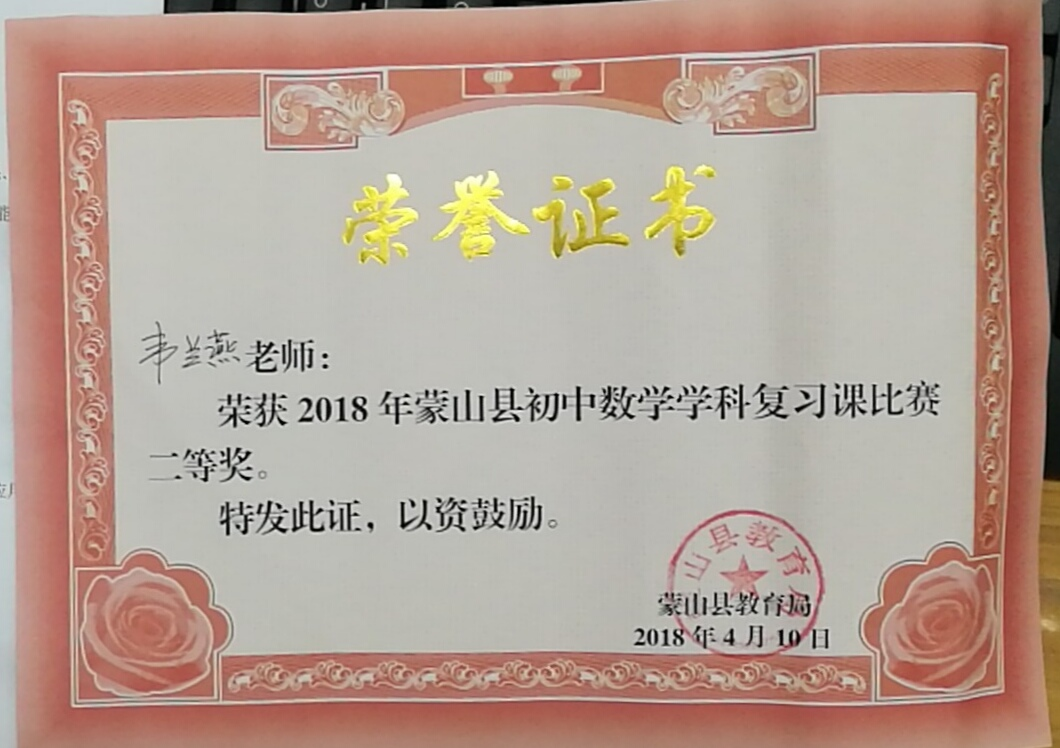 荣誉证书
韦兰燕老师：
荣获2018年蒙山县初中数学学科复习课比赛
二等奖。
特发此证，以资鼓励。
山县教育局
蒙山县教育局
2018年4月10日